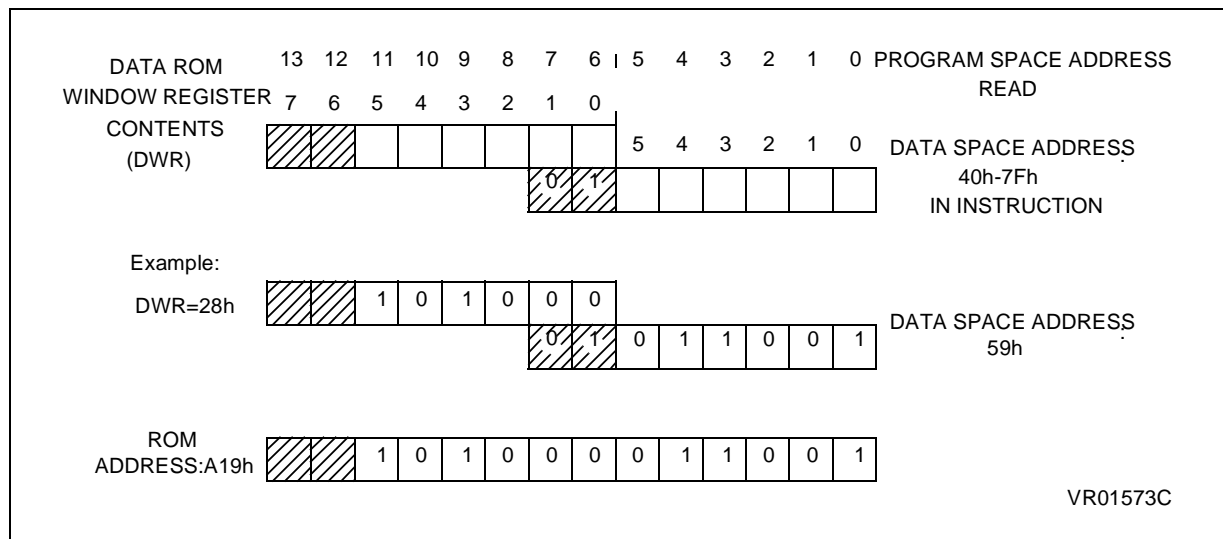 13 12 11 10 9 8 7 6 5 4 3 2 1 0 PROGRAM SPACE ADDRESS
READ
DATA ROM
WINDOW REGISTER 7 6 5 4 3 2 1 0
CONTENTS
(DWR)
5 4 3 2 1 0 DATA SPACE ADDRESS :
40h-7Fh
IN INSTRUCTION
0 1
Example:
DWR=28h 1 0 1 0 0 0
0 1 0 1 1 0 0 1 DATA SPACE ADDRESS :
59h
ROM
ADDRESS:A19h 1 0 1 0 0 0 0 1 1 0 0 1
VR01573C